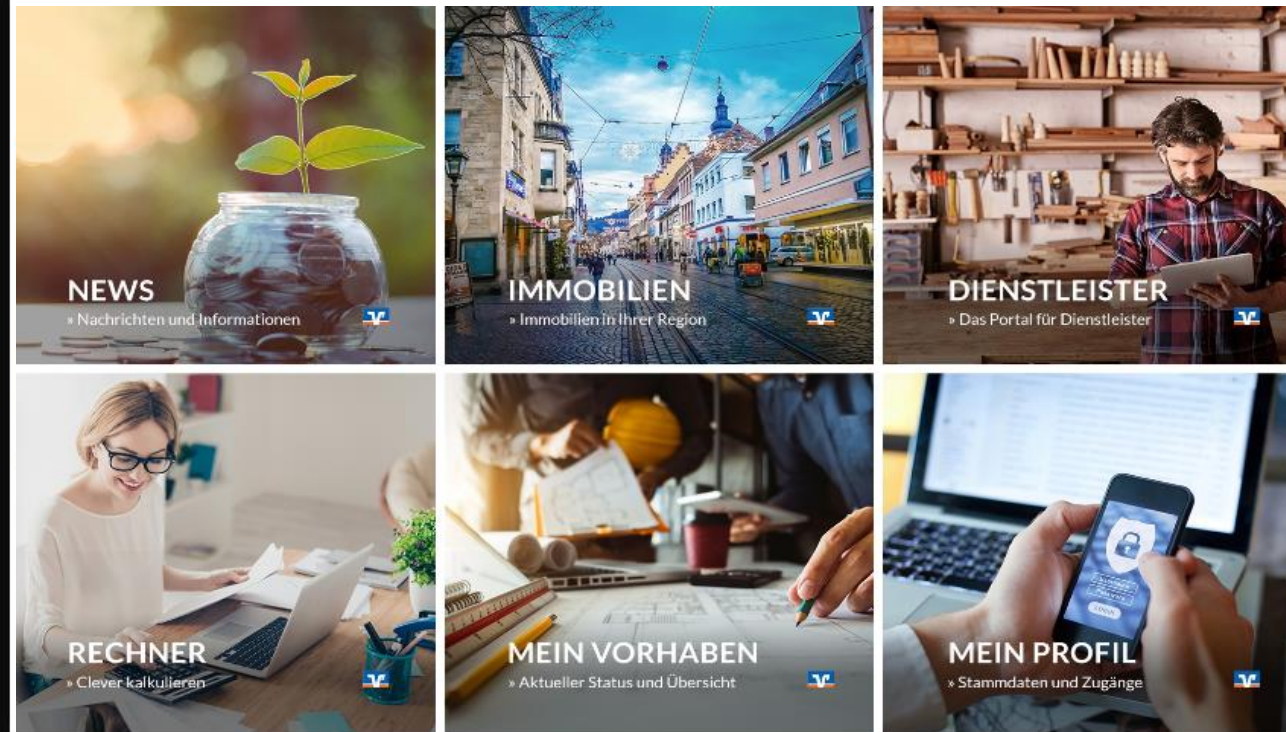 NEWS
» Nachrichten und Informationen
IMMOBILIEN
» Immobilien in Ihrer Region
DIENSTLEISTER
» Das Portal für Dienstleister
RECHNER
» Clever kalkulieren
MEIN VORHABEN
» Aktueller Status und Übersicht
MEIN PROFIL
» Stammdaten und Zugänge
LOGIN